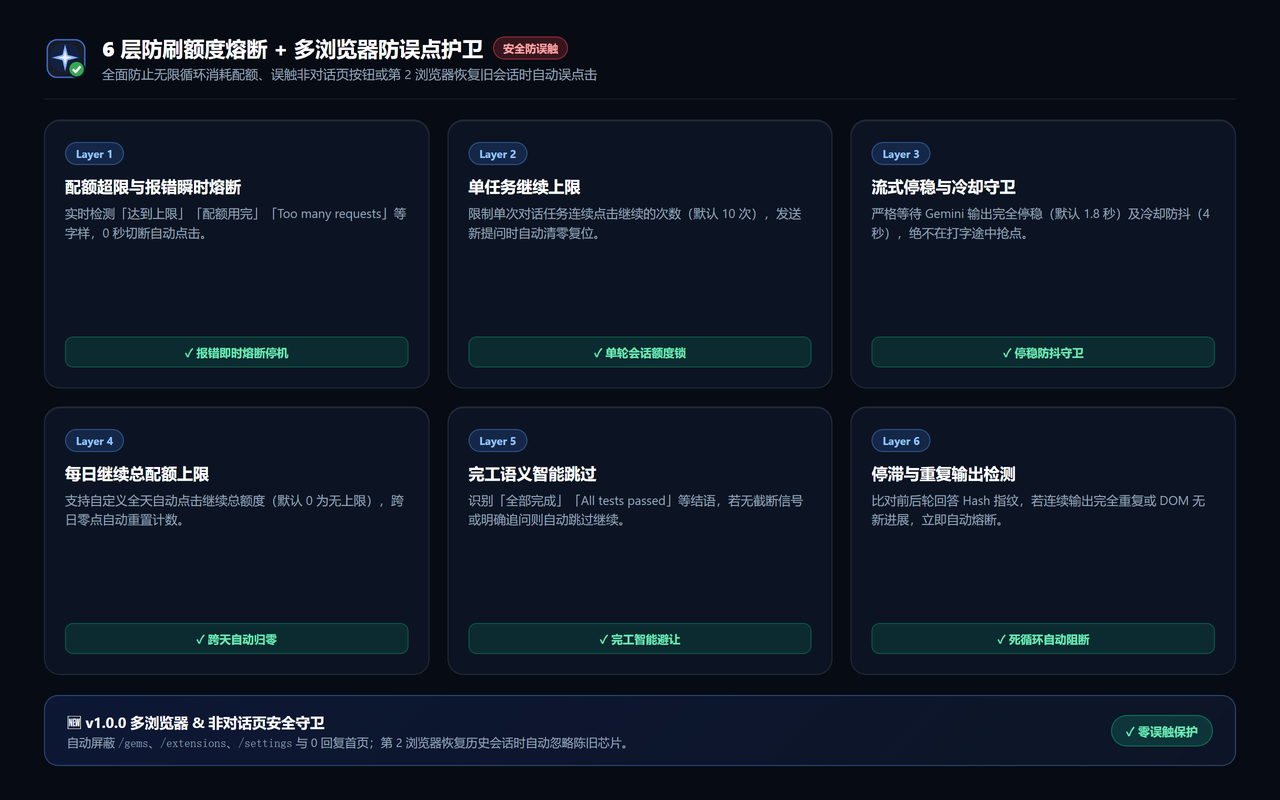 6 层防刷额度熔断 + 多浏览器防误点护卫 安全防误触
全面防止无限循环消耗配额、误触非对话页按钮或第 2 浏览器恢复旧会话时自动误点击
Layer 1
配额超限与报错瞬时熔断
实时检测「达到上限」「配额用完」「Too many requests」等
字样，0 秒切断自动点击。
✓ 报错即时熔断停机
Layer 2
单任务继续上限
限制单次对话任务连续点击继续的次数（默认 10 次），发送
新提问时自动清零复位。
✓ 单轮会话额度锁
Layer 3
流式停稳与冷却守卫
严格等待 Gemini 输出完全停稳（默认 1.8 秒）及冷却防抖（4
秒），绝不在打字途中抢点。
✓ 停稳防抖守卫
Layer 4
每日继续总配额上限
支持自定义全天自动点击继续总额度（默认 0 为无上限），跨
日零点自动重置计数。
✓ 跨天自动归零
Layer 5
完工语义智能跳过
识别「全部完成」「All tests passed」等结语，若无截断信号
或明确追问则自动跳过继续。
✓ 完工智能避让
Layer 6
停滞与重复输出检测
比对前后轮回答 Hash 指纹，若连续输出完全重复或 DOM 无
新进展，立即自动熔断。
✓ 死循环自动阻断
🆕 v1.0.0 多浏览器 & 非对话页安全守卫
自动屏蔽 /gems、/extensions、/settings 与 0 回复首页；第 2 浏览器恢复历史会话时自动忽略陈旧芯片。
✓ 零误触保护